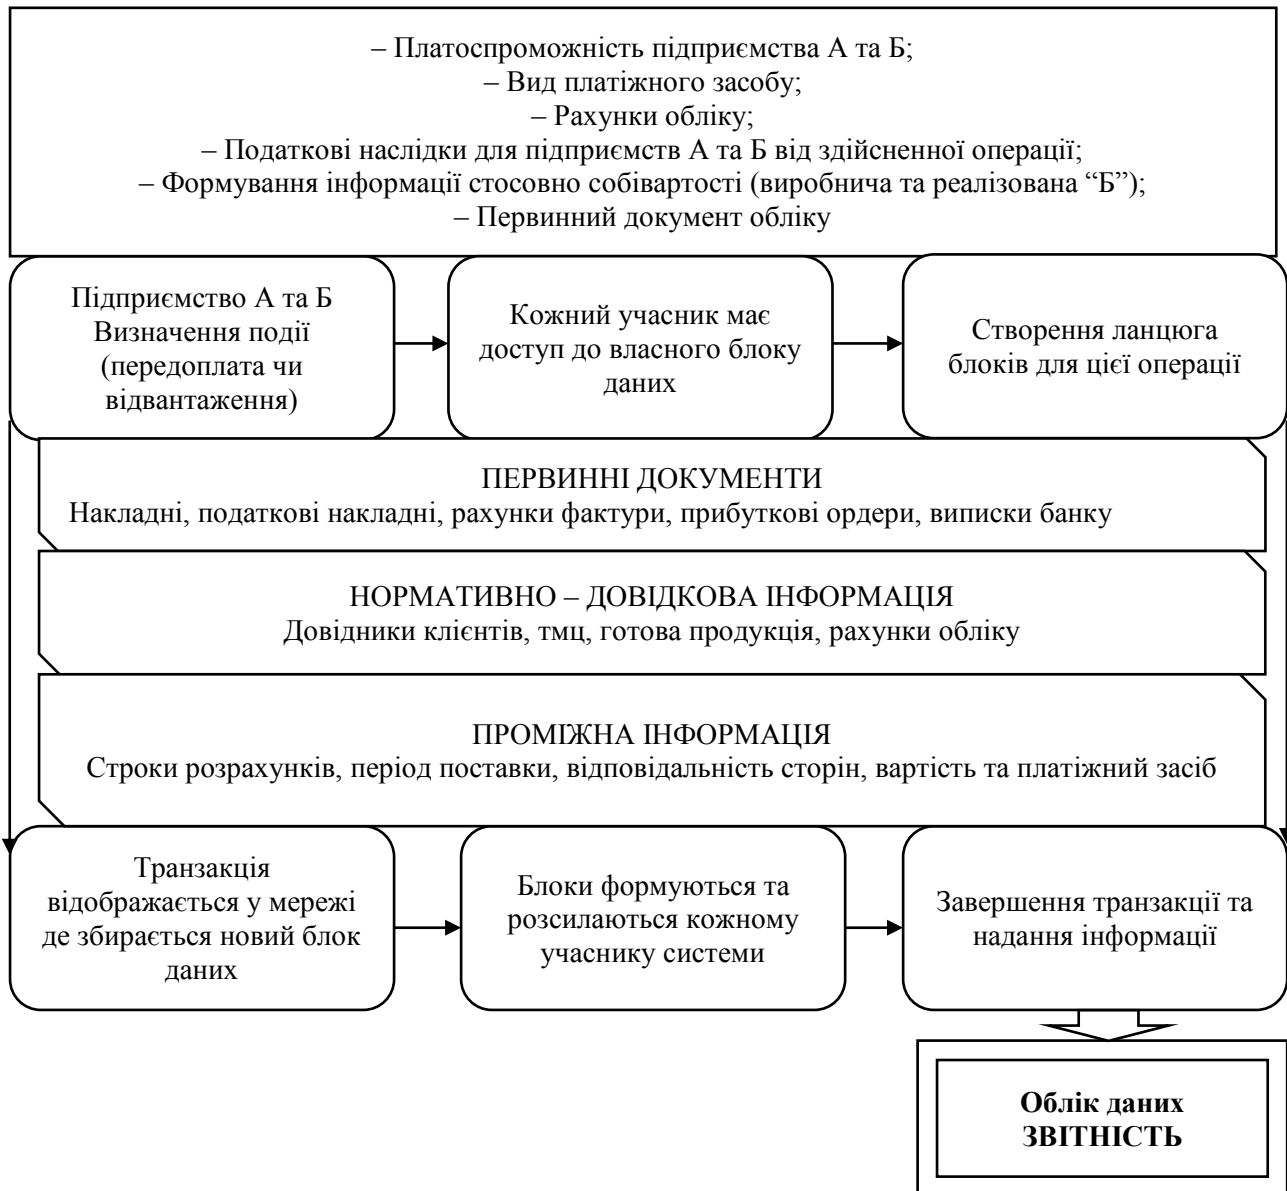 – Платоспроможність підприємства А та Б;
– Вид платіжного засобу;
– Рахунки обліку;
– Податкові наслідки для підприємств А та Б від здійсненної операції;
– Формування інформації стосовно собівартості (виробнича та реалізована “Б”);
– Первинний документ обліку
Підприємство А та Б
Визначення події
(передоплата чи
відвантаження)
Кожний учасник має
доступ до власного блоку
даних
Створення ланцюга
блоків для цієї операції
ПЕРВИННІ ДОКУМЕНТИ
Накладні, податкові накладні, рахунки фактури, прибуткові ордери, виписки банку
НОРМАТИВНО – ДОВІДКОВА ІНФОРМАЦІЯ
Довідники клієнтів, тмц, готова продукція, рахунки обліку
ПРОМІЖНА ІНФОРМАЦІЯ
Строки розрахунків, період поставки, відповідальність сторін, вартість та платіжний засіб
Транзакція
відображається у мережі
де збирається новий блок
даних
Блоки формуються та
розсилаються кожному
учаснику системи
Завершення транзакції та
надання інформації
Облік даних
ЗВІТНІСТЬ